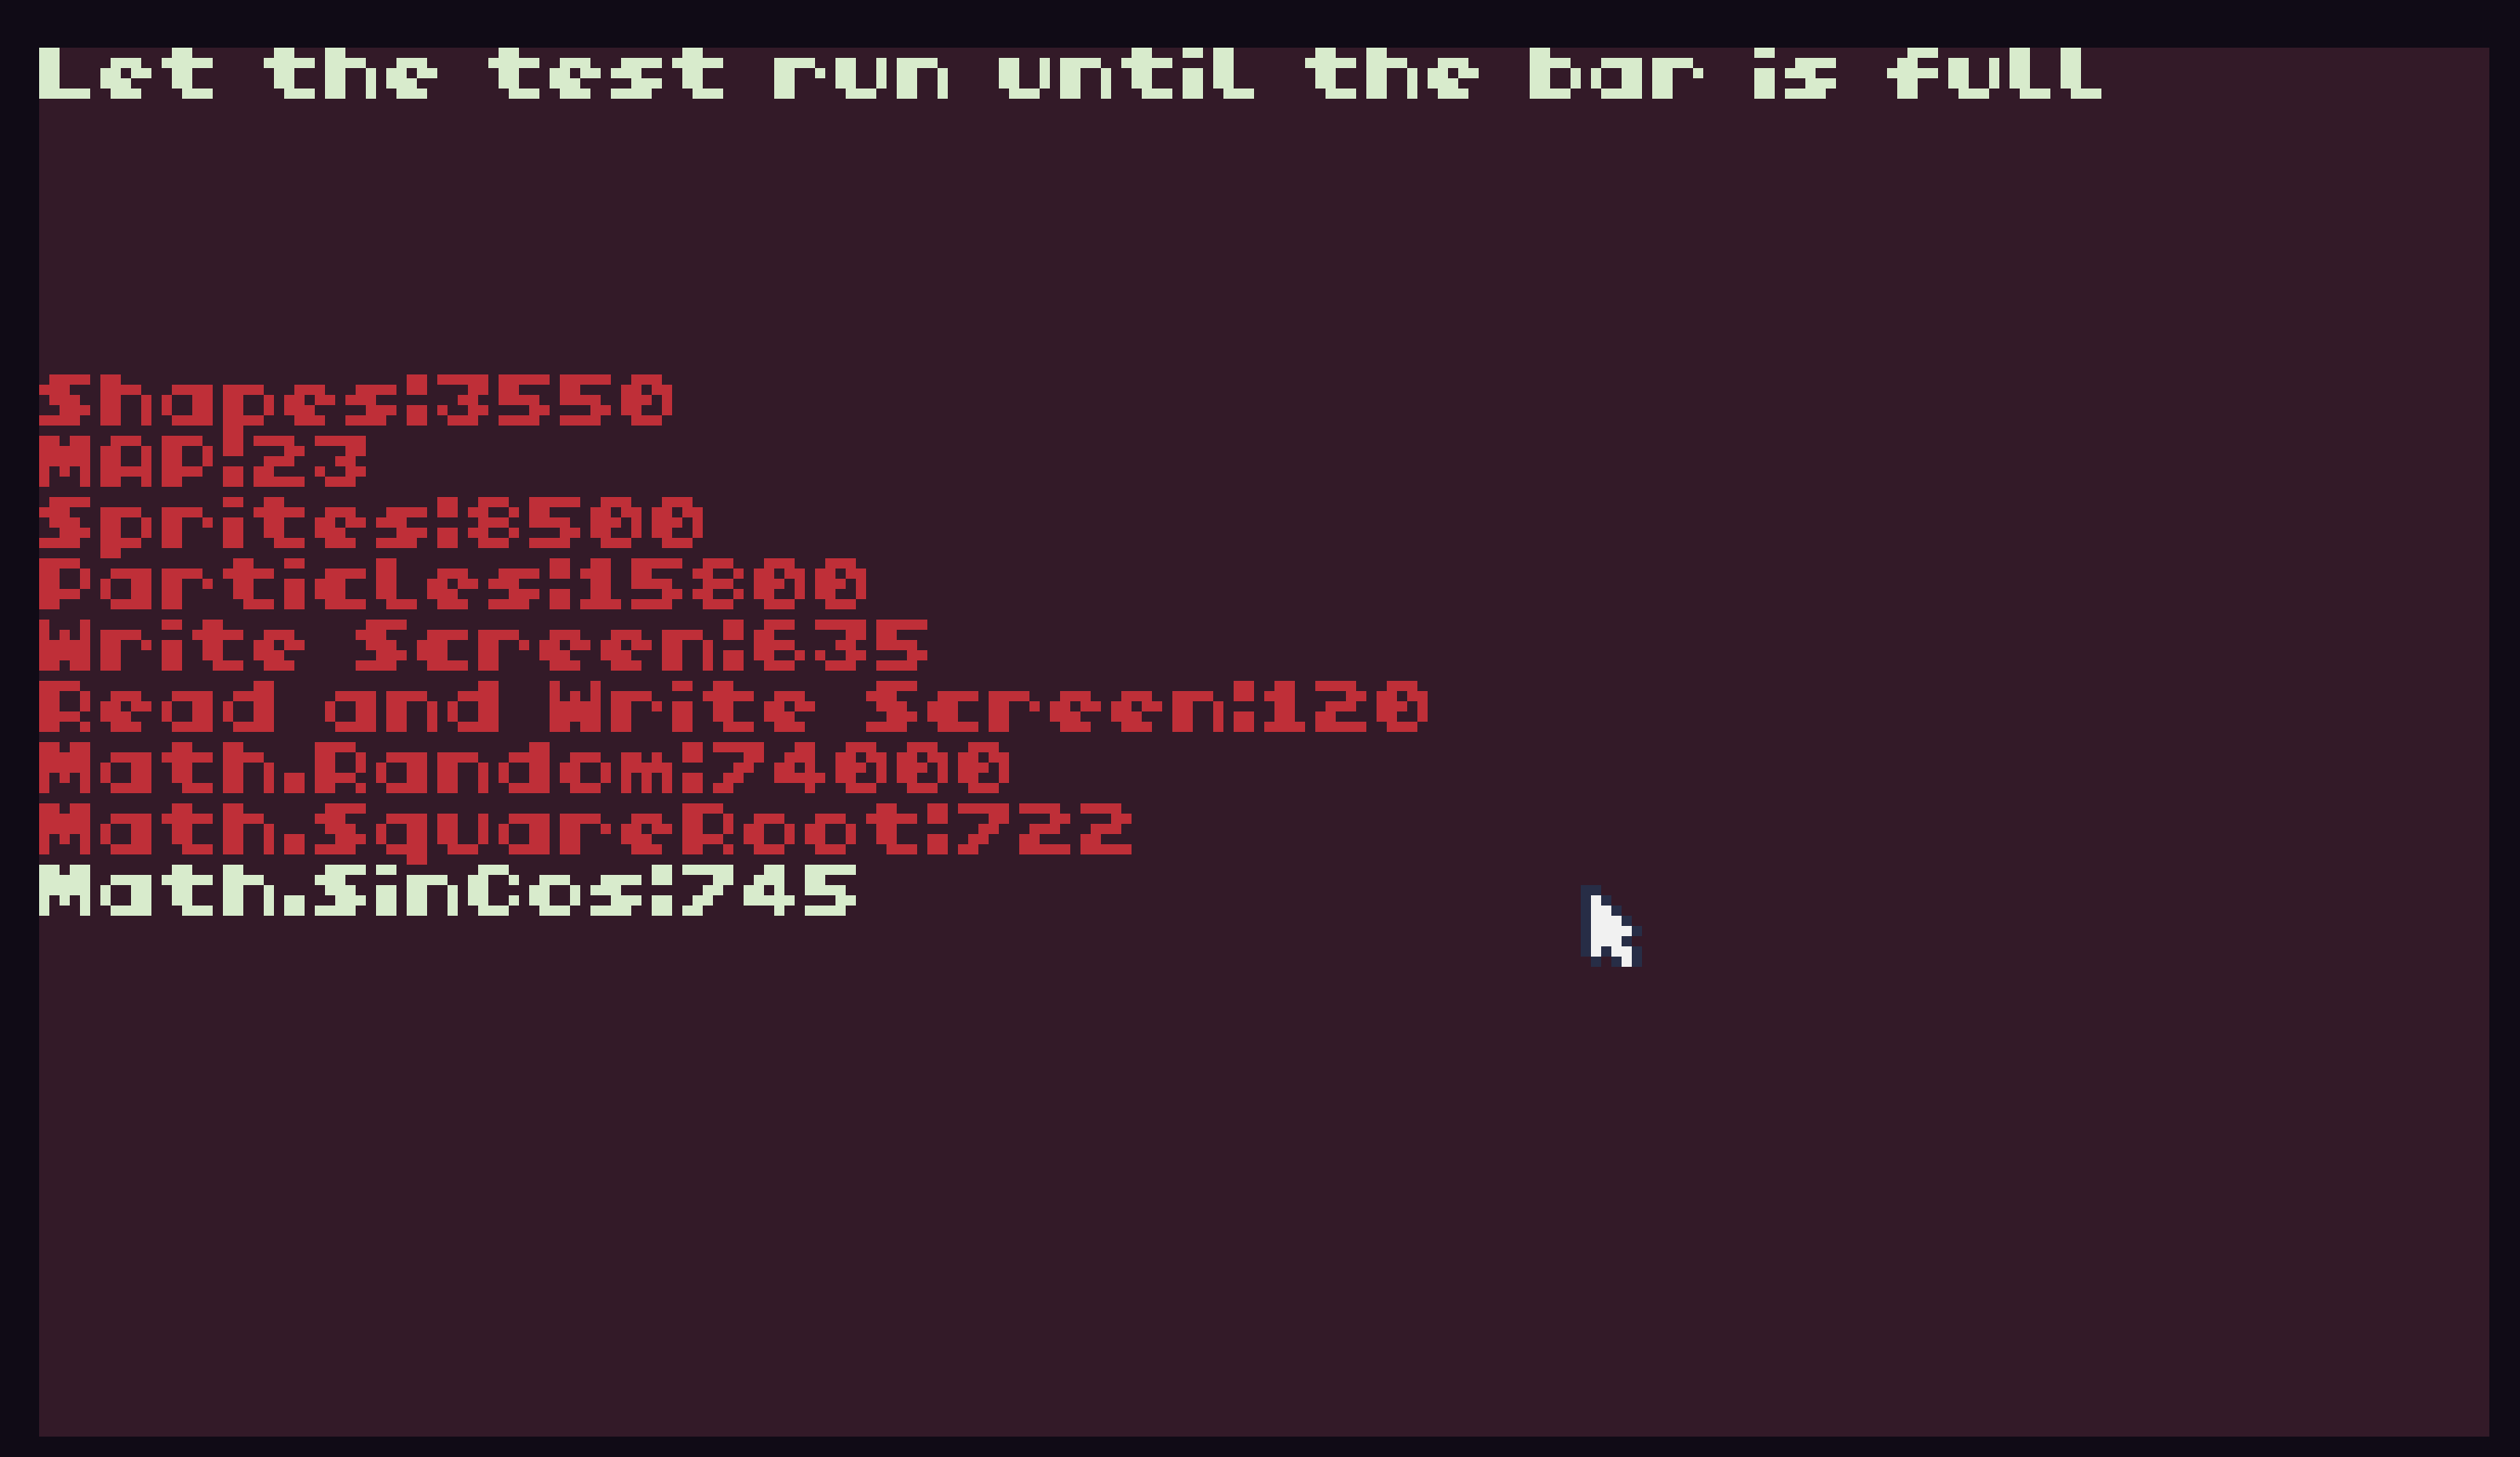 Let the test run until the bar is full
Shapes:3550
MAP:23
Sprites:8500
Particles:15800
Write Screen:635
Read and Write Screen:120
Math.Random:74000
Math.SquareRoot:722
Math.SinCos:745